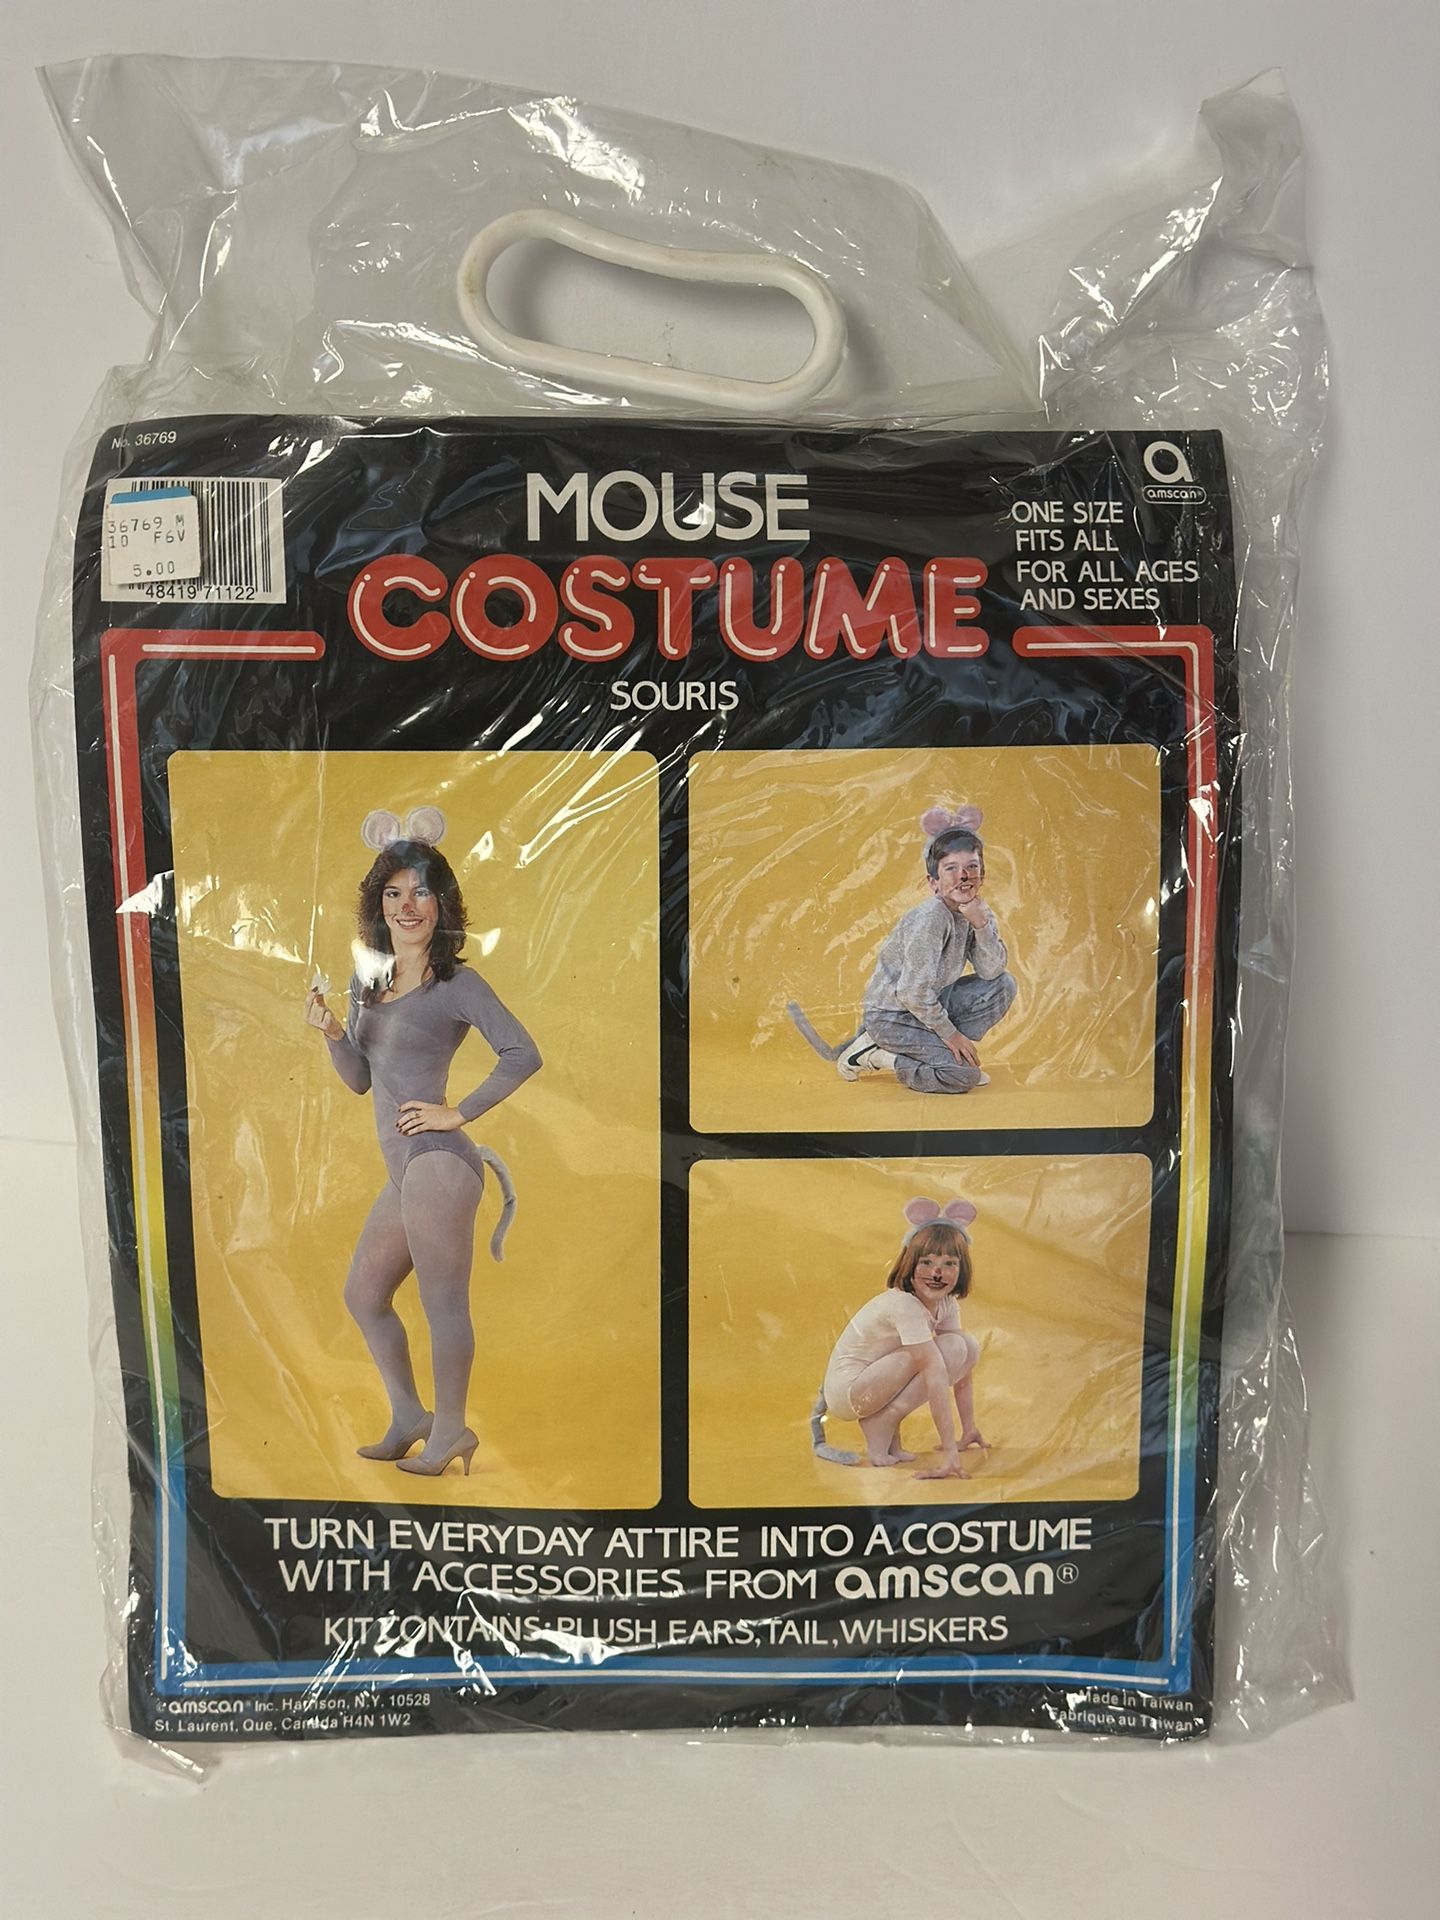 No. 36769
36769 M
10 F6V
5.00
48419 71122
a
amscan®
MOUSE
COSTUME
SOURIS
ONE SIZE
FITS ALL
FOR ALL AGES
AND SEXES
TURN EVERYDAY ATTIRE INTO A COSTUME
WITH ACCESSORIES FROM amscan®
KIT CONTAINS: PLUSH EARS, TAIL, WHISKERS
amscan® Inc. Harrison, N.Y. 10528
St. Laurent, Que. Canada H4N 1W2
Made in Taiwan
Fabriqué au Taiwan